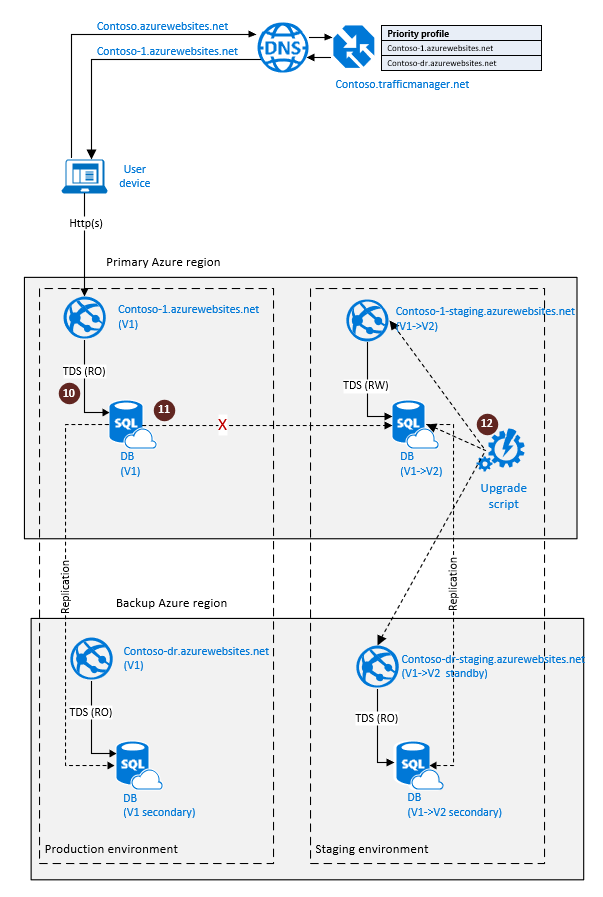 Contoso.azurewebsites.net
Contoso-1.azurewebsites.net
DNS
Priority profile
Contoso-1.azurewebsites.net
Contoso-dr.azurewebsites.net
Contoso.trafficmanager.net
User
device
Http(s)
Primary Azure region
Contoso-1.azurewebsites.net
(V1)
Contoso-1-staging.azurewebsites.net
(V1->V2)
TDS (RO)
TDS (RW)
10
11
X
12
SQL
DB
(V1)
SQL
DB
(V1->V2)
Upgrade
script
Replication
Replication
Backup Azure region
Contoso-dr.azurewebsites.net
(V1)
Contoso-dr-staging.azurewebsites.net
(V1->V2 standby)
TDS (RO)
TDS (RO)
SQL
DB
(V1 secondary)
SQL
DB
(V1->V2 secondary)
Production environment
Staging environment